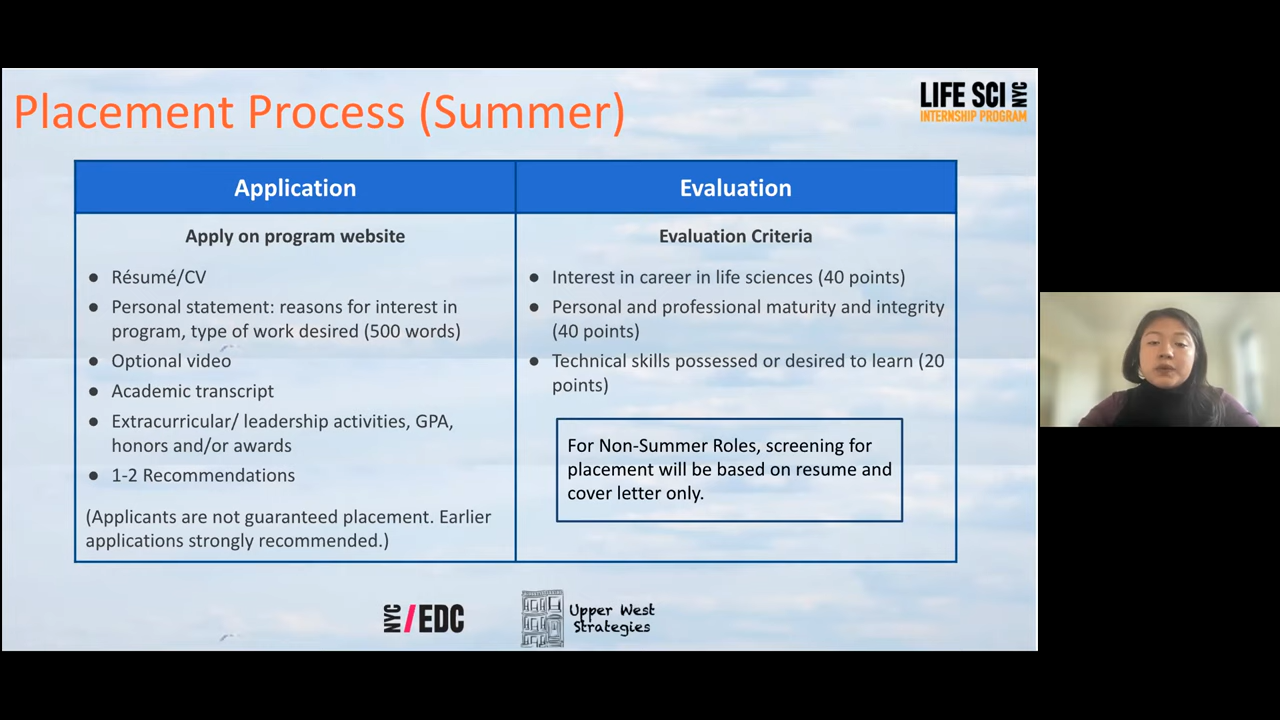 Placement Process (Summer)
LIFE SCI NYC
INTERNSHIP PROGRAM
Application
Evaluation
Apply on program website
● Résumé/CV
● Personal statement: reasons for interest in
program, type of work desired (500 words)
● Optional video
● Academic transcript
● Extracurricular/ leadership activities, GPA,
honors and/or awards
● 1-2 Recommendations
(Applicants are not guaranteed placement. Earlier
applications strongly recommended.)
Evaluation Criteria
● Interest in career in life sciences (40 points)
● Personal and professional maturity and integrity
(40 points)
● Technical skills possessed or desired to learn (20
points)
For Non-Summer Roles, screening for
placement will be based on resume and
cover letter only.
NYC/EDC
Upper West
Strategies